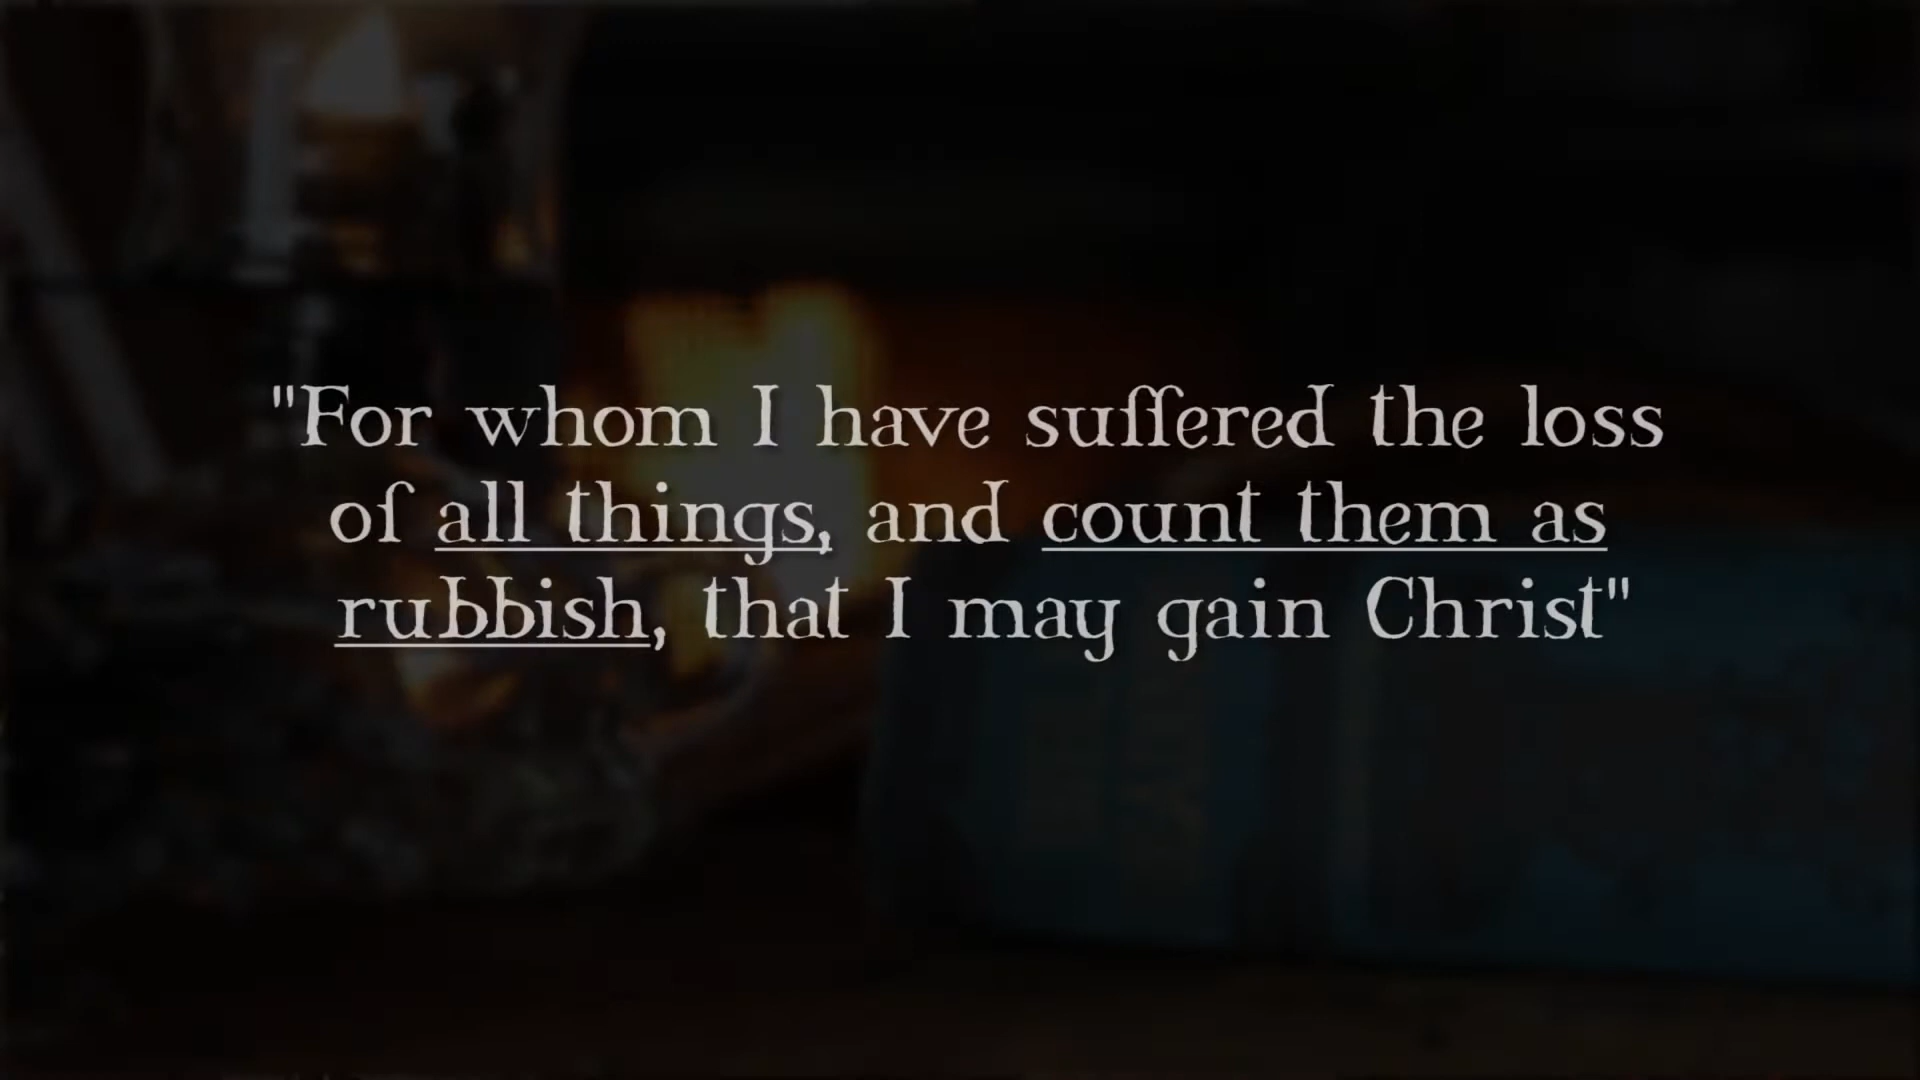 "For whom I have suffered the loss
of all things, and count them as
rubbish, that I may gain Christ"